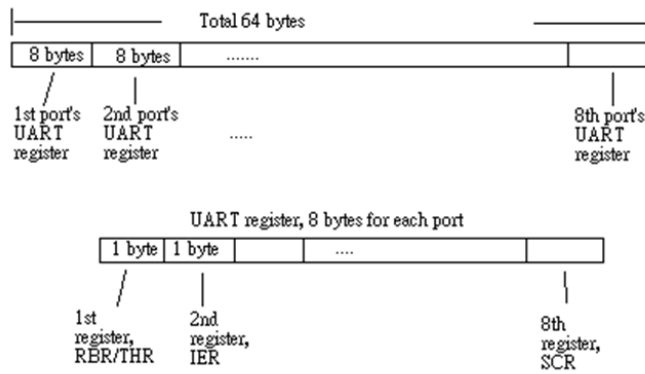 Total 64 bytes
8 bytes 8 bytes .......
1st port's
UART
register
2nd port's
UART
register
.....
8th port's
UART
register
UART register, 8 bytes for each port
1 byte 1 byte ....
1st
register,
RBR/THR
2nd
register,
IER
8th
register,
SCR